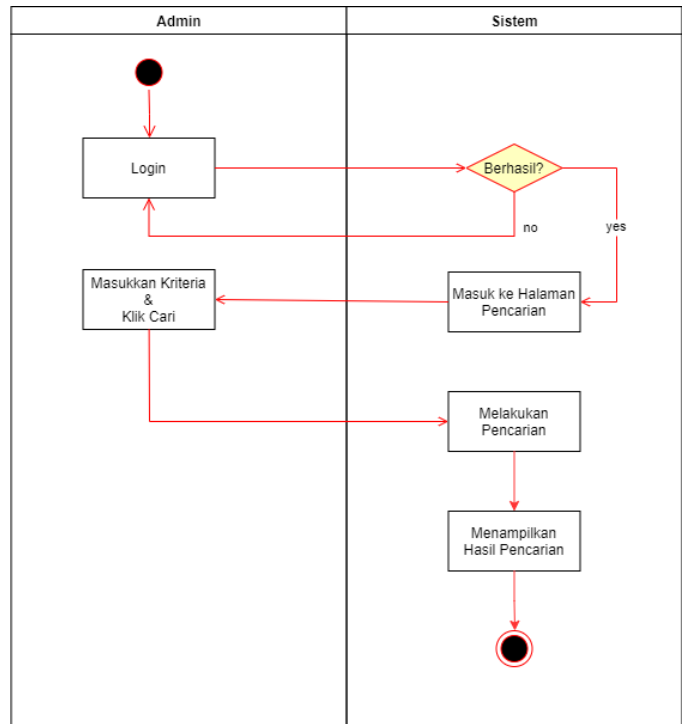 Admin
Sistem
Login
Berhasil?
no
yes
Masukkan Kriteria
&
Klik Cari
Masuk ke Halaman
Pencarian
Melakukan
Pencarian
Menampilkan
Hasil Pencarian